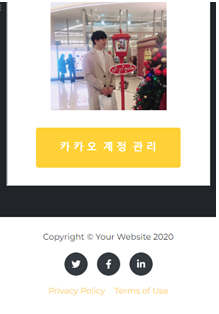 카카오 계정 관리
Copyright © Your Website 2020
Privacy Policy Terms of Use